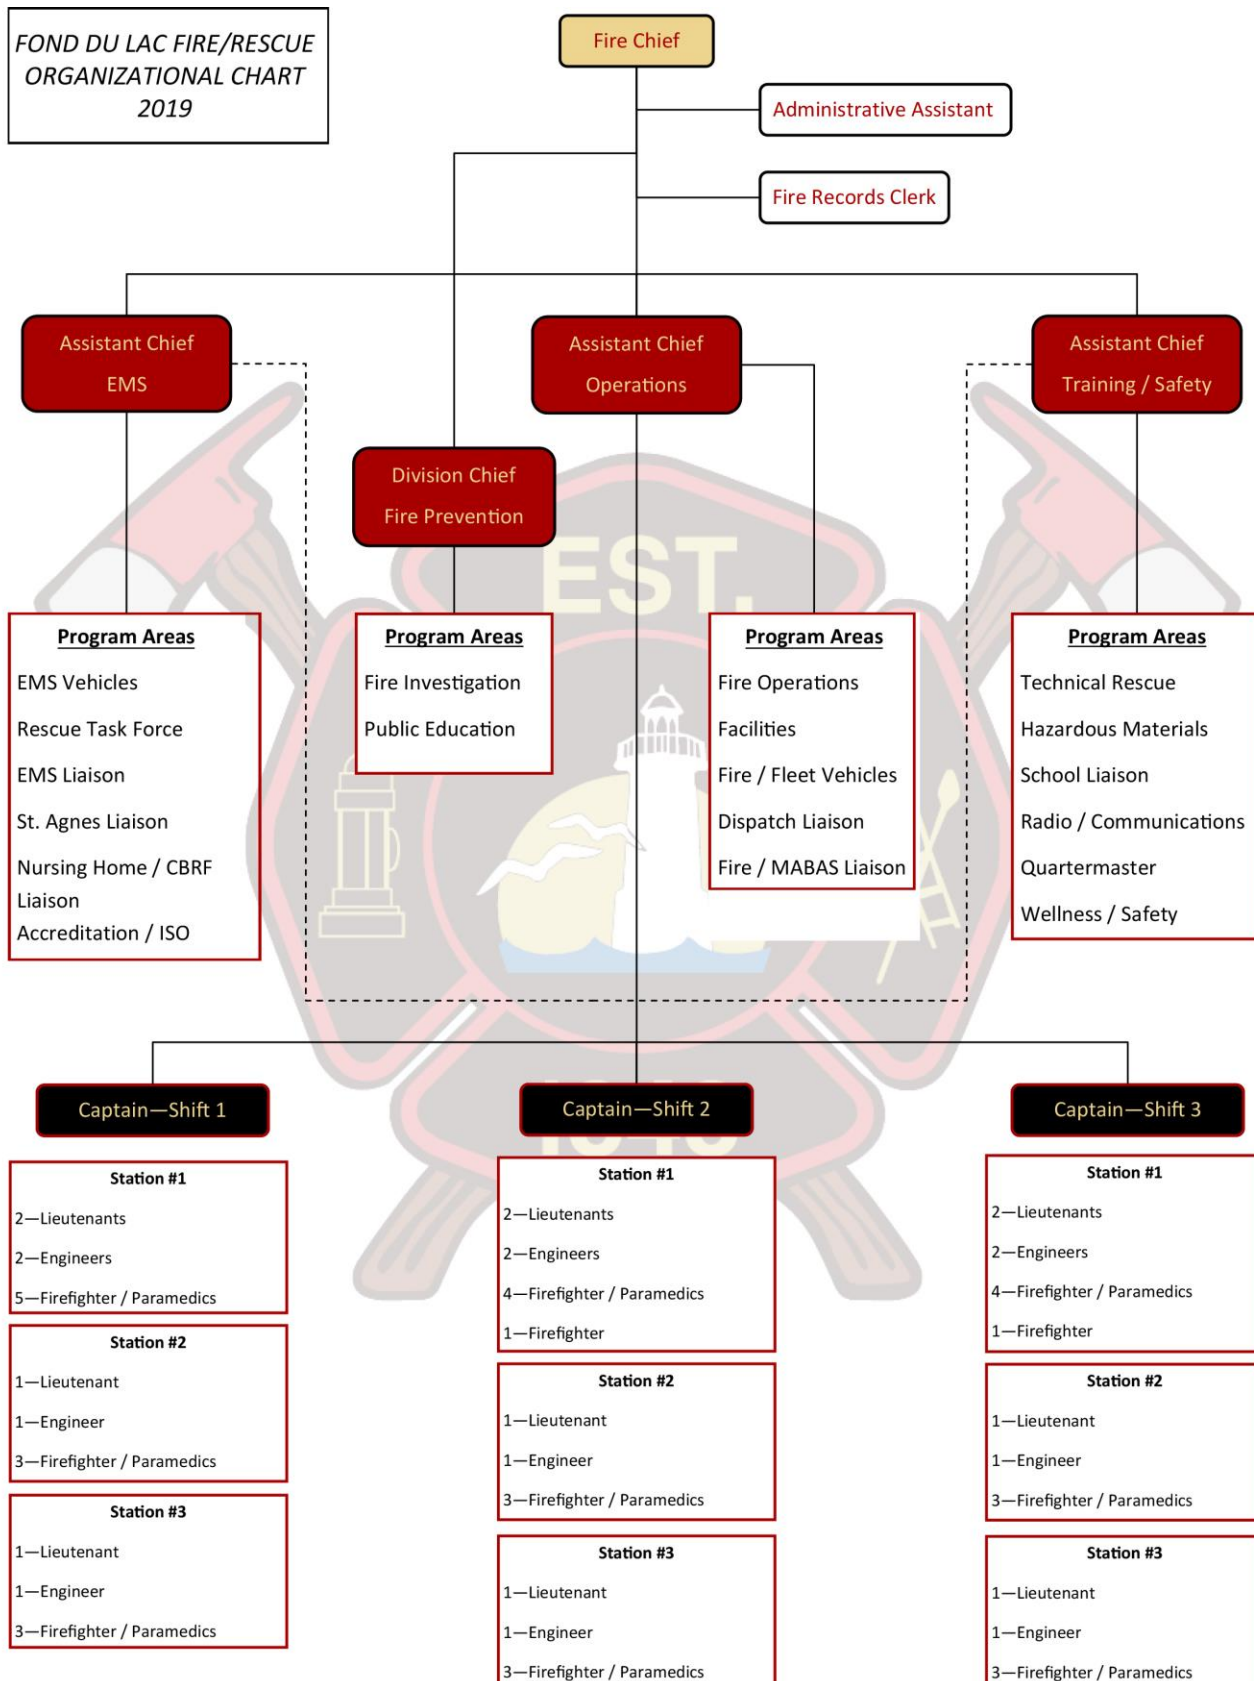 FOND DU LAC FIRE/RESCUE
ORGANIZATIONAL CHART
2019
Fire Chief
Administrative Assistant
Fire Records Clerk
Assistant Chief
EMS
Assistant Chief
Operations
Assistant Chief
Training / Safety
Division Chief
Fire Prevention
EST.
Program Areas
EMS Vehicles
Rescue Task Force
EMS Liaison
St. Agnes Liaison
Nursing Home / CBRF
Liaison
Accreditation / ISO
Program Areas
Fire Investigation
Public Education
Program Areas
Fire Operations
Facilities
Fire / Fleet Vehicles
Dispatch Liaison
Fire / MABAS Liaison
Program Areas
Technical Rescue
Hazardous Materials
School Liaison
Radio / Communications
Quartermaster
Wellness / Safety
Captain—Shift 1
Station #1
2—Lieutenants
2—Engineers
5—Firefighter / Paramedics
Station #2
1—Lieutenant
1—Engineer
3—Firefighter / Paramedics
Station #3
1—Lieutenant
1—Engineer
3—Firefighter / Paramedics
Captain—Shift 2
Station #1
2—Lieutenants
2—Engineers
4—Firefighter / Paramedics
1—Firefighter
Station #2
1—Lieutenant
1—Engineer
3—Firefighter / Paramedics
Station #3
1—Lieutenant
1—Engineer
3—Firefighter / Paramedics
Captain—Shift 3
Station #1
2—Lieutenants
2—Engineers
4—Firefighter / Paramedics
1—Firefighter
Station #2
1—Lieutenant
1—Engineer
3—Firefighter / Paramedics
Station #3
1—Lieutenant
1—Engineer
3—Firefighter / Paramedics